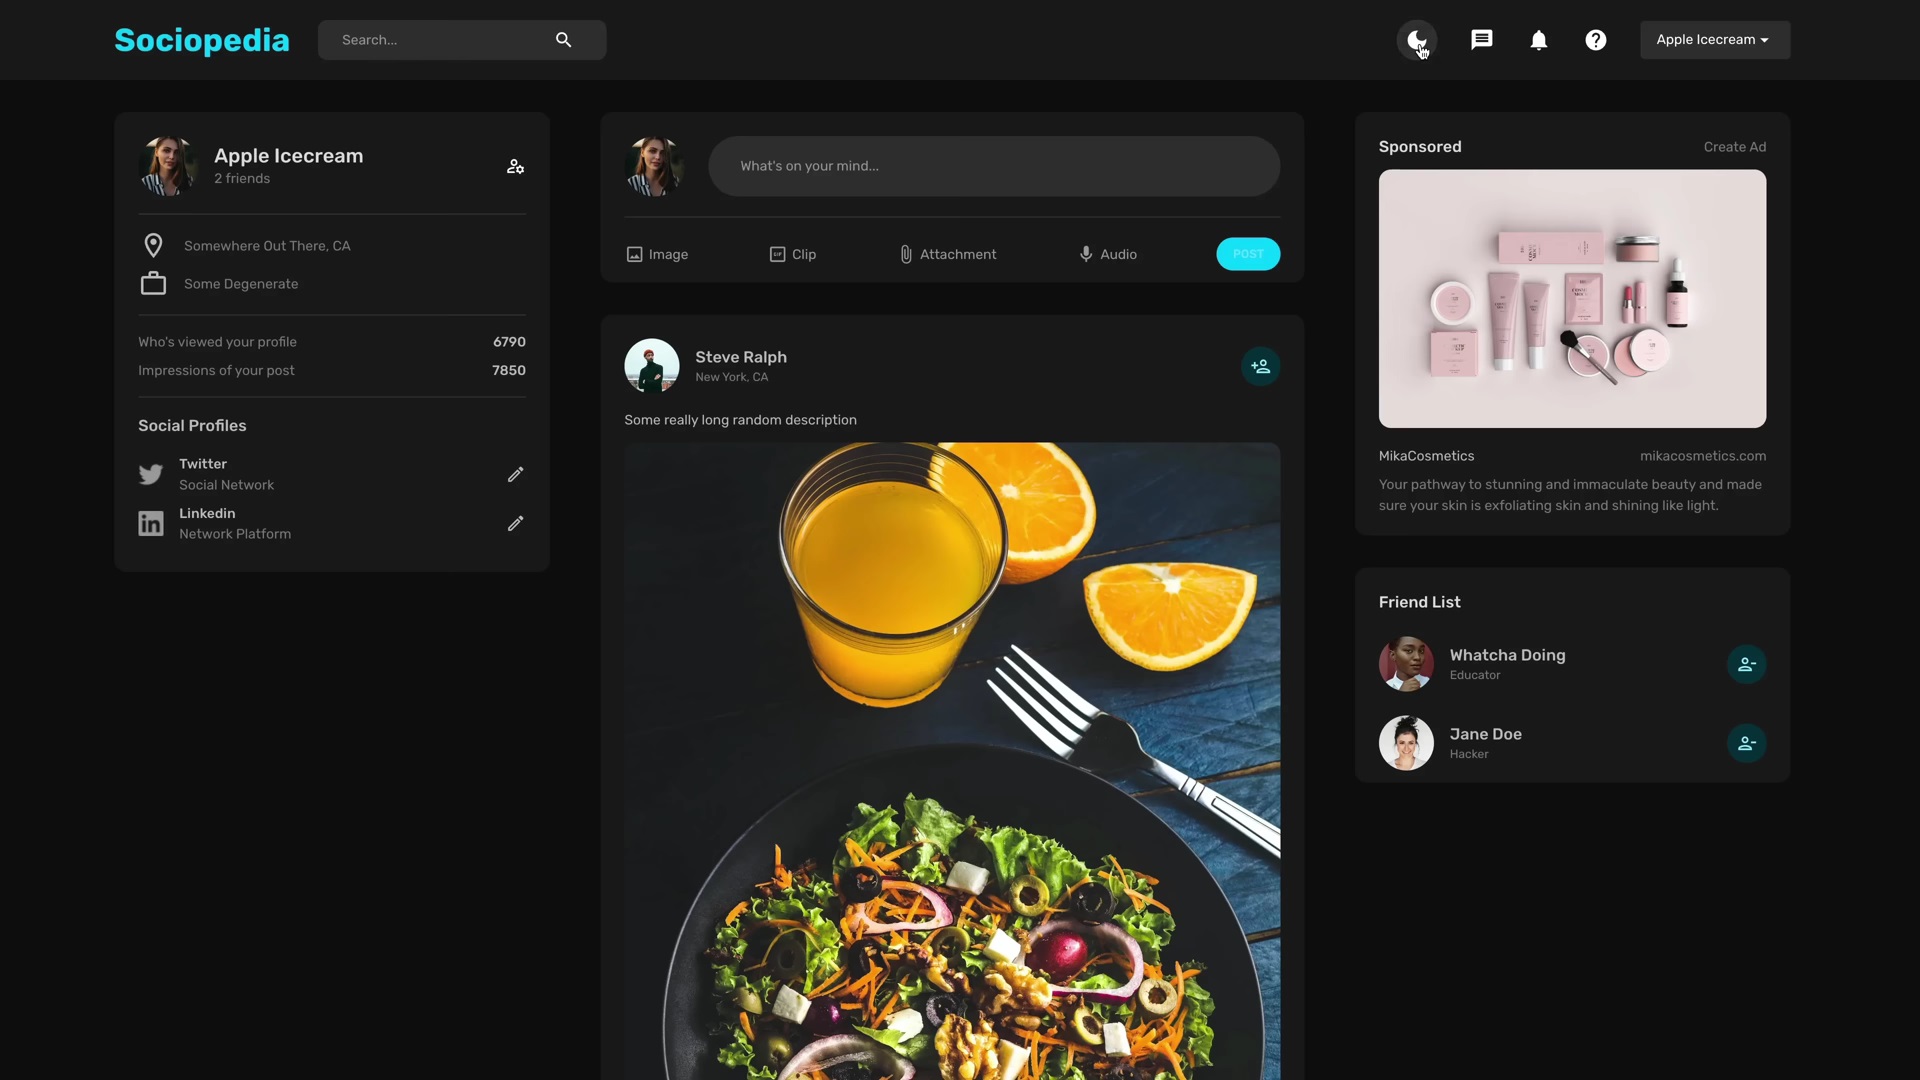 Sociopedia
Search...
Apple Icecream
Apple Icecream
2 friends
Somewhere Out There, CA
Some Degenerate
Who's viewed your profile 6790
Impressions of your post 7850
Social Profiles
Twitter
Social Network
Linkedin
Network Platform
What's on your mind...
Image
Clip
Attachment
Audio
POST
Steve Ralph
New York, CA
Some really long random description
Sponsored
Create Ad
MikaCosmetics
mikacosmetics.com
Your pathway to stunning and immaculate beauty and made
sure your skin is exfoliating skin and shining like light.
Friend List
Whatcha Doing
Educator
Jane Doe
Hacker